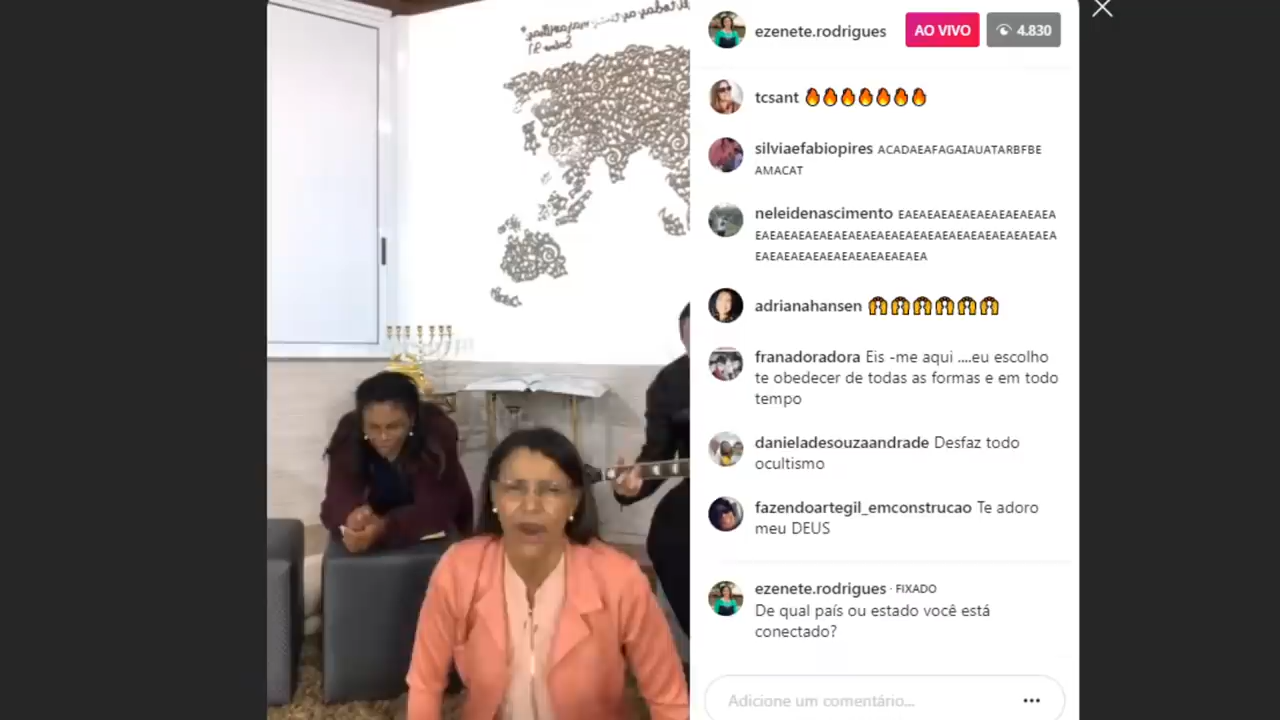 ezenete.rodrigues AO VIVO 4.830
tcsant
silviaefabiopires ACADAEAFAGAIAUATARBFBE
AMACAT
neleidenascimento EAEAEAEAEAEAEAEAEAEAEA
EAEAEAEAEAEAEAEAEAEAEAEAEAEAEAEAEAEAEAEAEA
EAEAEAEAEAEAEAEAEAEAEAEA
adrianahansen
franadoradora Eis -me aqui ....eu escolho
te obedecer de todas as formas e em todo
tempo
danieladesouzaandrade Desfaz todo
ocultismo
fazendoartegil_emconstrucao Te adoro
meu DEUS
ezenete.rodrigues · FIXADO
De qual país ou estado você está
conectado?
Adicione um comentário...